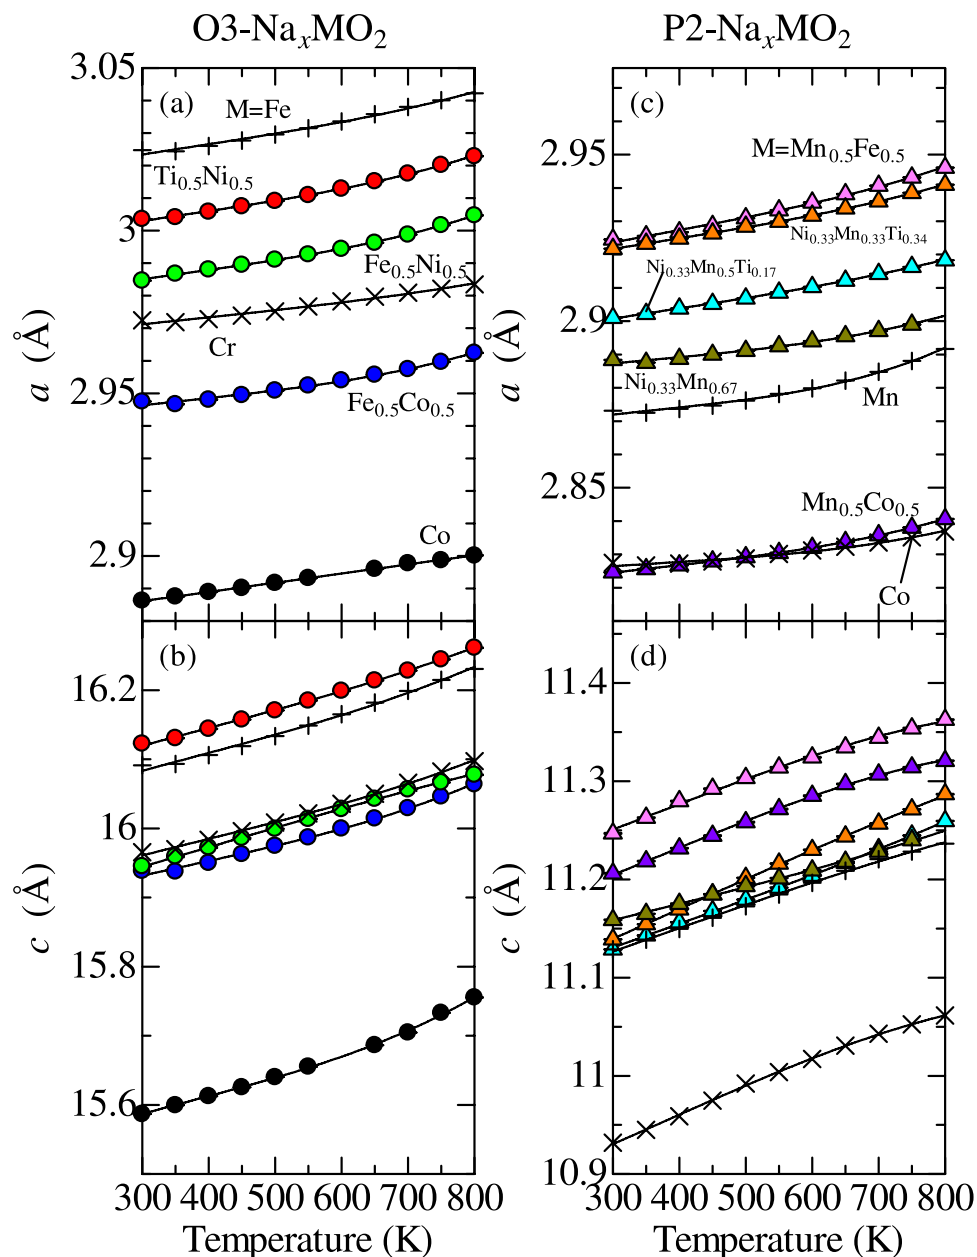 O3-NaₓMO₂
P2-NaₓMO₂
3.05
(a)
M=Fe
Ti₀.₅Ni₀.₅
3
Fe₀.₅Ni₀.₅
Cr
a (Å)
2.95
Fe₀.₅Co₀.₅
Co
2.9
(c)
2.95
M=Mn₀.₅Fe₀.₅
Ni₀.₃₃Mn₀.₃₃Ti₀.₃₄
Ni₀.₃₃Mn₀.₅Ti₀.₁₇
2.9
a (Å)
Ni₀.₃₃Mn₀.₆₇
Mn
2.85
Mn₀.₅Co₀.₅
Co
(b)
16.2
16
c (Å)
15.8
15.6
300 400 500 600 700 800
Temperature (K)
(d)
11.4
11.3
11.2
c (Å)
11.1
11
10.9
300 400 500 600 700 800
Temperature (K)